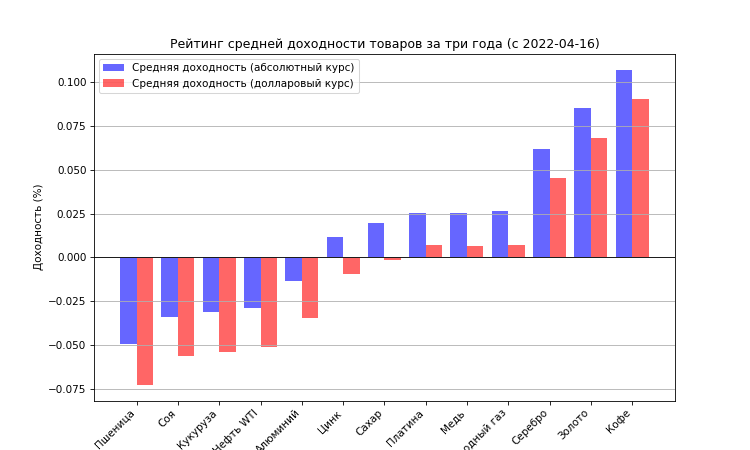 Рейтинг средней доходности товаров за три года (с 2022-04-16)
Средняя доходность (абсолютный курс)
Средняя доходность (долларовый курс)
Доходность (%)
0.100
0.075
0.050
0.025
0.000
−0.025
−0.050
−0.075
Пшеница
Соя
Кукуруза
Нефть WTI
Алюминий
Цинк
Сахар
Платина
Медь
одный газ
Серебро
Золото
Кофе